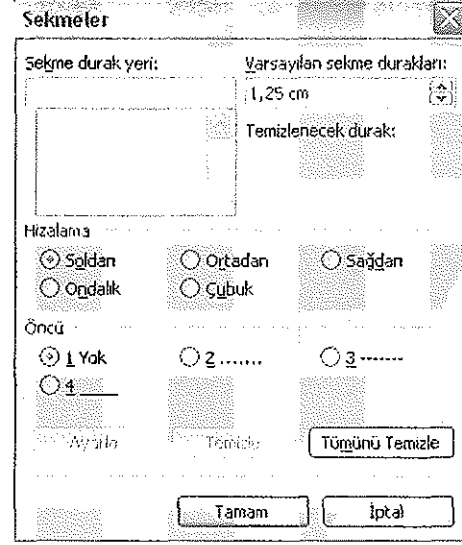 Sekmeler
Sekme durak yeri: Varsayılan sekme durakları:
1,25 cm
Temizlenecek durak:
Hizalama
Soldan Ortadan Sağdan
Ondalık Çubuk
Öncü
1 Yok 2 ....... 3 -------
4 ____
Ayarla Temizle Tümünü Temizle
Tamam İptal